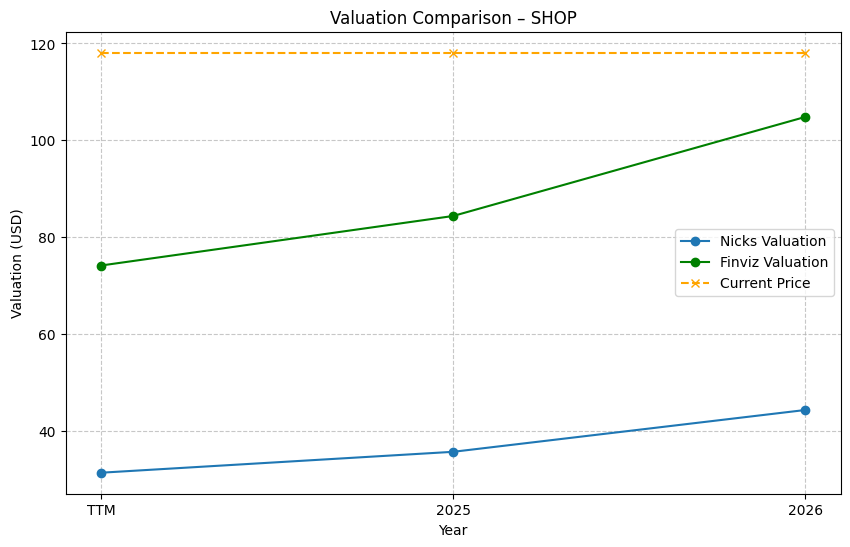 Valuation Comparison – SHOP
Valuation (USD)
120
100
80
60
40
Nicks Valuation
Finviz Valuation
Current Price
TTM
2025
2026
Year